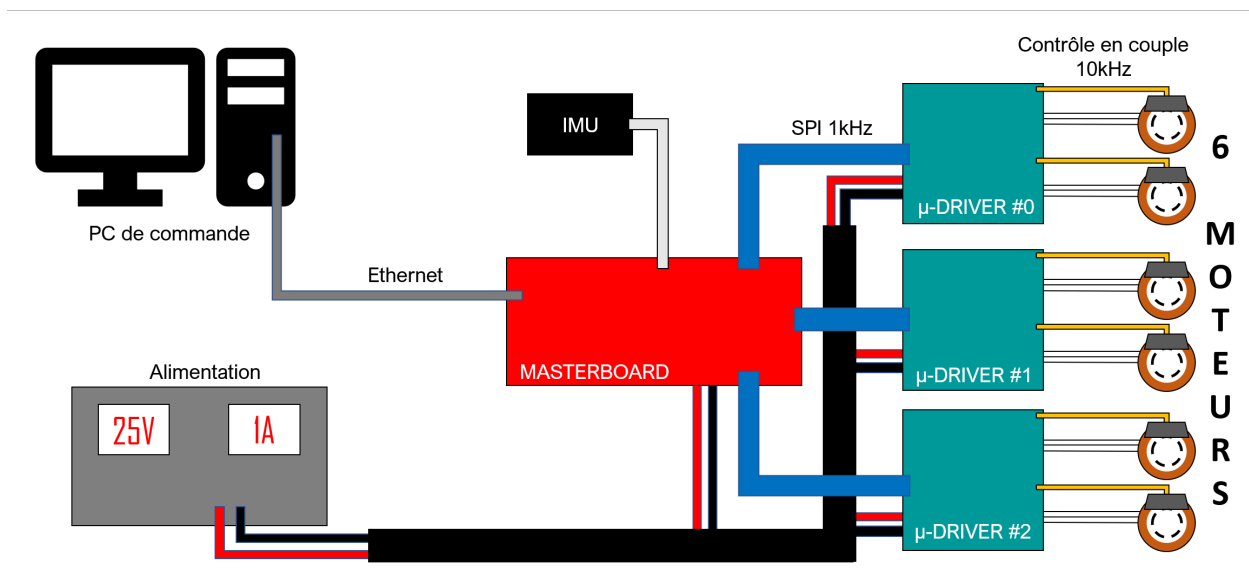 Contrôle en couple
10kHz
IMU
SPI 1kHz
PC de commande
µ-DRIVER #0
Ethernet
MASTERBOARD
µ-DRIVER #1
Alimentation
25V
1A
µ-DRIVER #2
6 MOTEURS